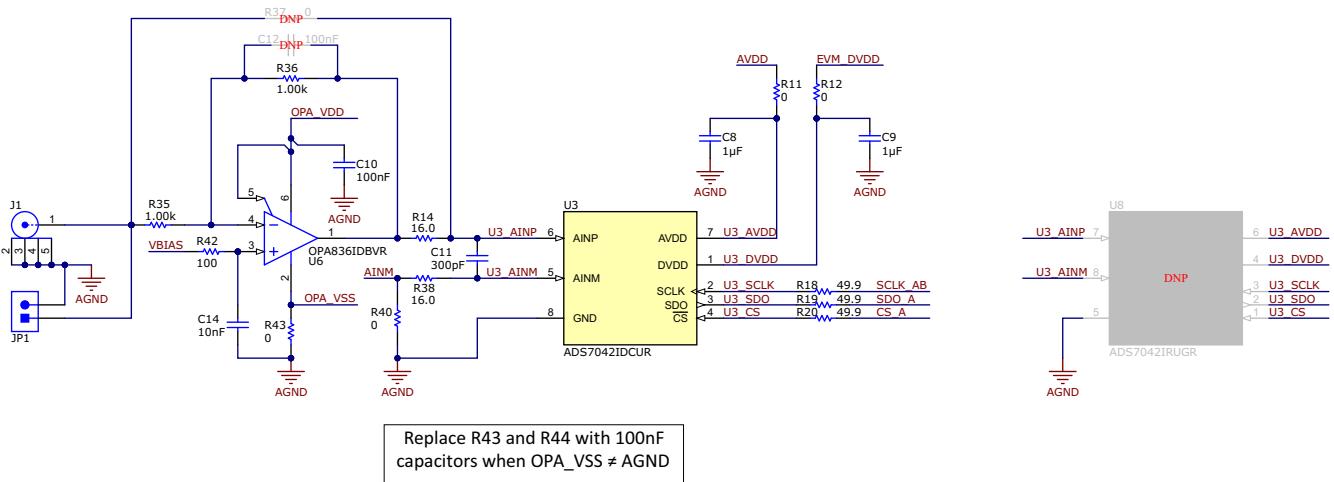 R37 0
DNP
C12 100nF
DNP
R36
1.00k
OPA_VDD
C10
100nF
AGND
J1
1
2 3 4 5
AGND
JP1
R35
1.00k
VBIAS
R42
100
5
6
4
3
1
2
OPA836IDBVR
U6
OPA_VSS
C14
10nF
R43
0
AGND
R14
16.0
U3_AINP
C11
300pF
AINM
U3_AINM
R38
16.0
R40
0
AGND
AVDD
R11
0
C8
1µF
AGND
EVM_DVDD
R12
0
C9
1µF
AGND
U3
6 AINP AVDD 7 U3_AVDD
DVDD 1 U3_DVDD
5 AINM
SCLK 2 U3_SCLK R18 49.9 SCLK_AB
SDO 3 U3_SDO R19 49.9 SDO_A
8 GND CS 4 U3_CS R20 49.9 CS_A
ADS7042IDCUR
U8
U3_AINP 7 6 U3_AVDD
4 U3_DVDD
U3_AINM 8 DNP
3 U3_SCLK
2 U3_SDO
5 1 U3_CS
ADS7042IRUGR
AGND
Replace R43 and R44 with 100nF
capacitors when OPA_VSS ≠ AGND